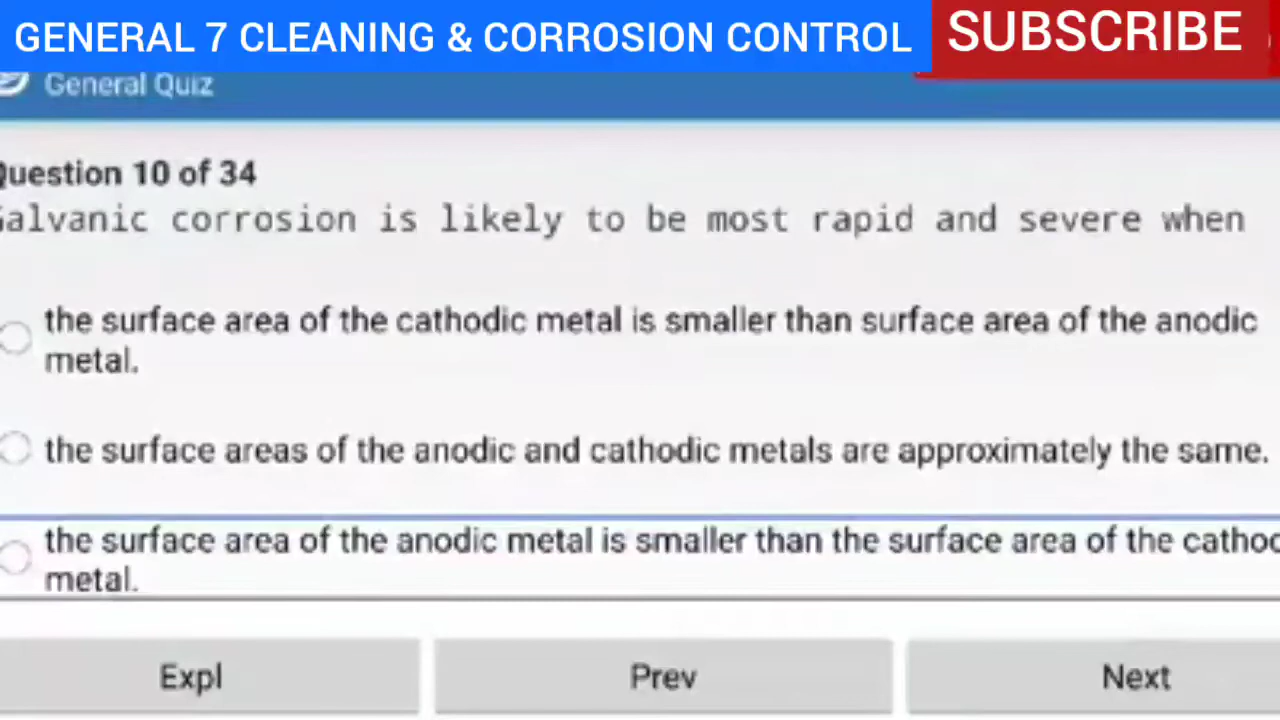 GENERAL 7 CLEANING & CORROSION CONTROL
SUBSCRIBE
General Quiz
Question 10 of 34
Galvanic corrosion is likely to be most rapid and severe when
the surface area of the cathodic metal is smaller than surface area of the anodic
metal.
the surface areas of the anodic and cathodic metals are approximately the same.
the surface area of the anodic metal is smaller than the surface area of the cathod
metal.
Expl
Prev
Next